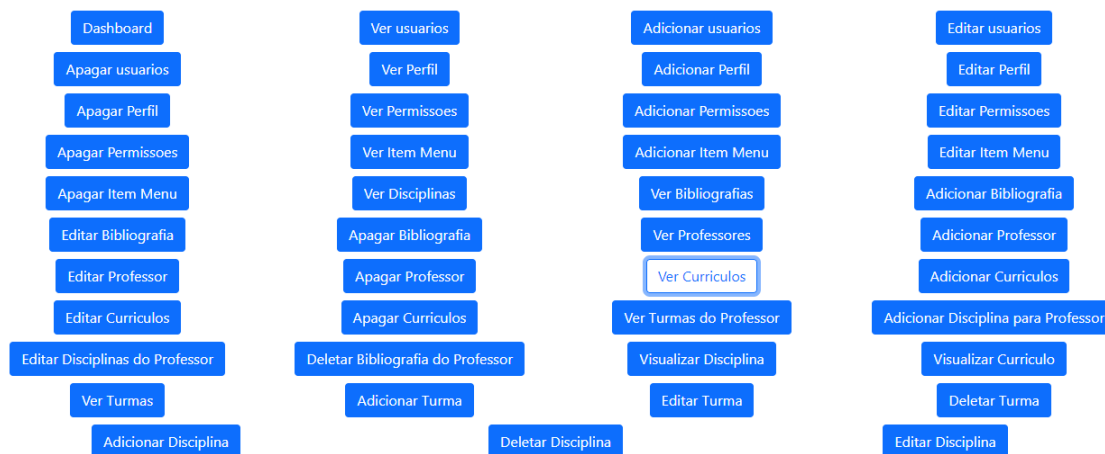 Dashboard Ver usuarios Adicionar usuarios Editar usuarios
Apagar usuarios Ver Perfil Adicionar Perfil Editar Perfil
Apagar Perfil Ver Permissoes Adicionar Permissoes Editar Permissoes
Apagar Permissoes Ver Item Menu Adicionar Item Menu Editar Item Menu
Apagar Item Menu Ver Disciplinas Ver Bibliografias Adicionar Bibliografia
Editar Bibliografia Apagar Bibliografia Ver Professores Adicionar Professor
Editar Professor Apagar Professor Ver Curriculos Adicionar Curriculos
Editar Curriculos Apagar Curriculos Ver Turmas do Professor Adicionar Disciplina para Professor
Editar Disciplinas do Professor Deletar Bibliografia do Professor Visualizar Disciplina Visualizar Curriculo
Ver Turmas Adicionar Turma Editar Turma Deletar Turma
Adicionar Disciplina Deletar Disciplina Editar Disciplina